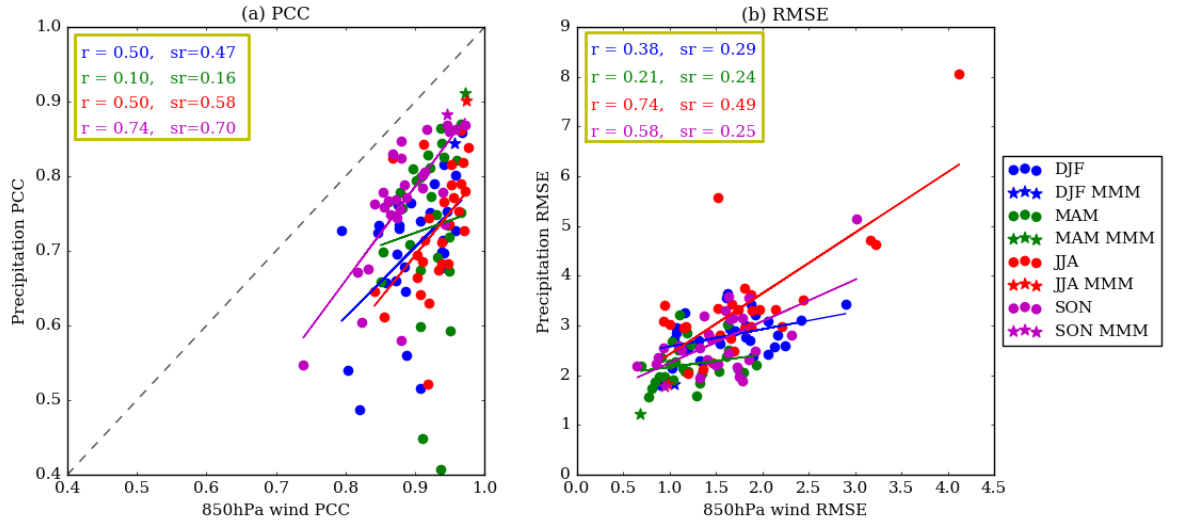 (a) PCC
1.0
0.9
0.8
0.7
0.6
0.5
0.4
Precipitation PCC
r = 0.50, sr=0.47
r = 0.10, sr=0.16
r = 0.50, sr=0.58
r = 0.74, sr=0.70
0.4 0.5 0.6 0.7 0.8 0.9 1.0
850hPa wind PCC
(b) RMSE
9
8
7
6
5
4
3
2
1
0
Precipitation RMSE
r = 0.38, sr = 0.29
r = 0.21, sr = 0.24
r = 0.74, sr = 0.49
r = 0.58, sr = 0.25
0.0 0.5 1.0 1.5 2.0 2.5 3.0 3.5 4.0 4.5
850hPa wind RMSE
DJF
DJF MMM
MAM
MAM MMM
JJA
JJA MMM
SON
SON MMM